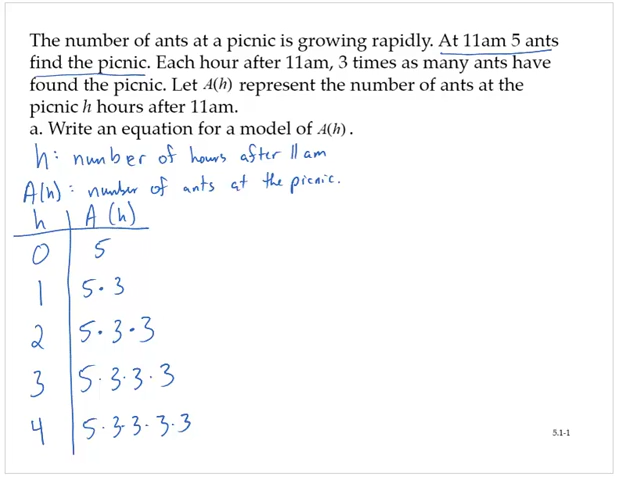 The number of ants at a picnic is growing rapidly. At 11am 5 ants
find the picnic. Each hour after 11am, 3 times as many ants have
found the picnic. Let A(h) represent the number of ants at the
picnic h hours after 11am.
a. Write an equation for a model of A(h).
h: number of hours after 11 am
A(h): number of ants at the picnic.
h A(h)
0 5
1 5·3
2 5·3·3
3 5·3·3·3
4 5·3·3·3·3
5.1-1